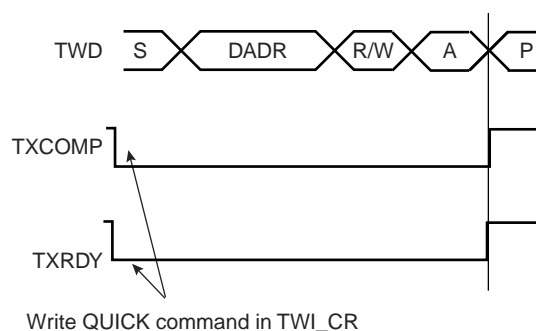 TWD S DADR R/W A P
TXCOMP
TXRDY
Write QUICK command in TWI_CR